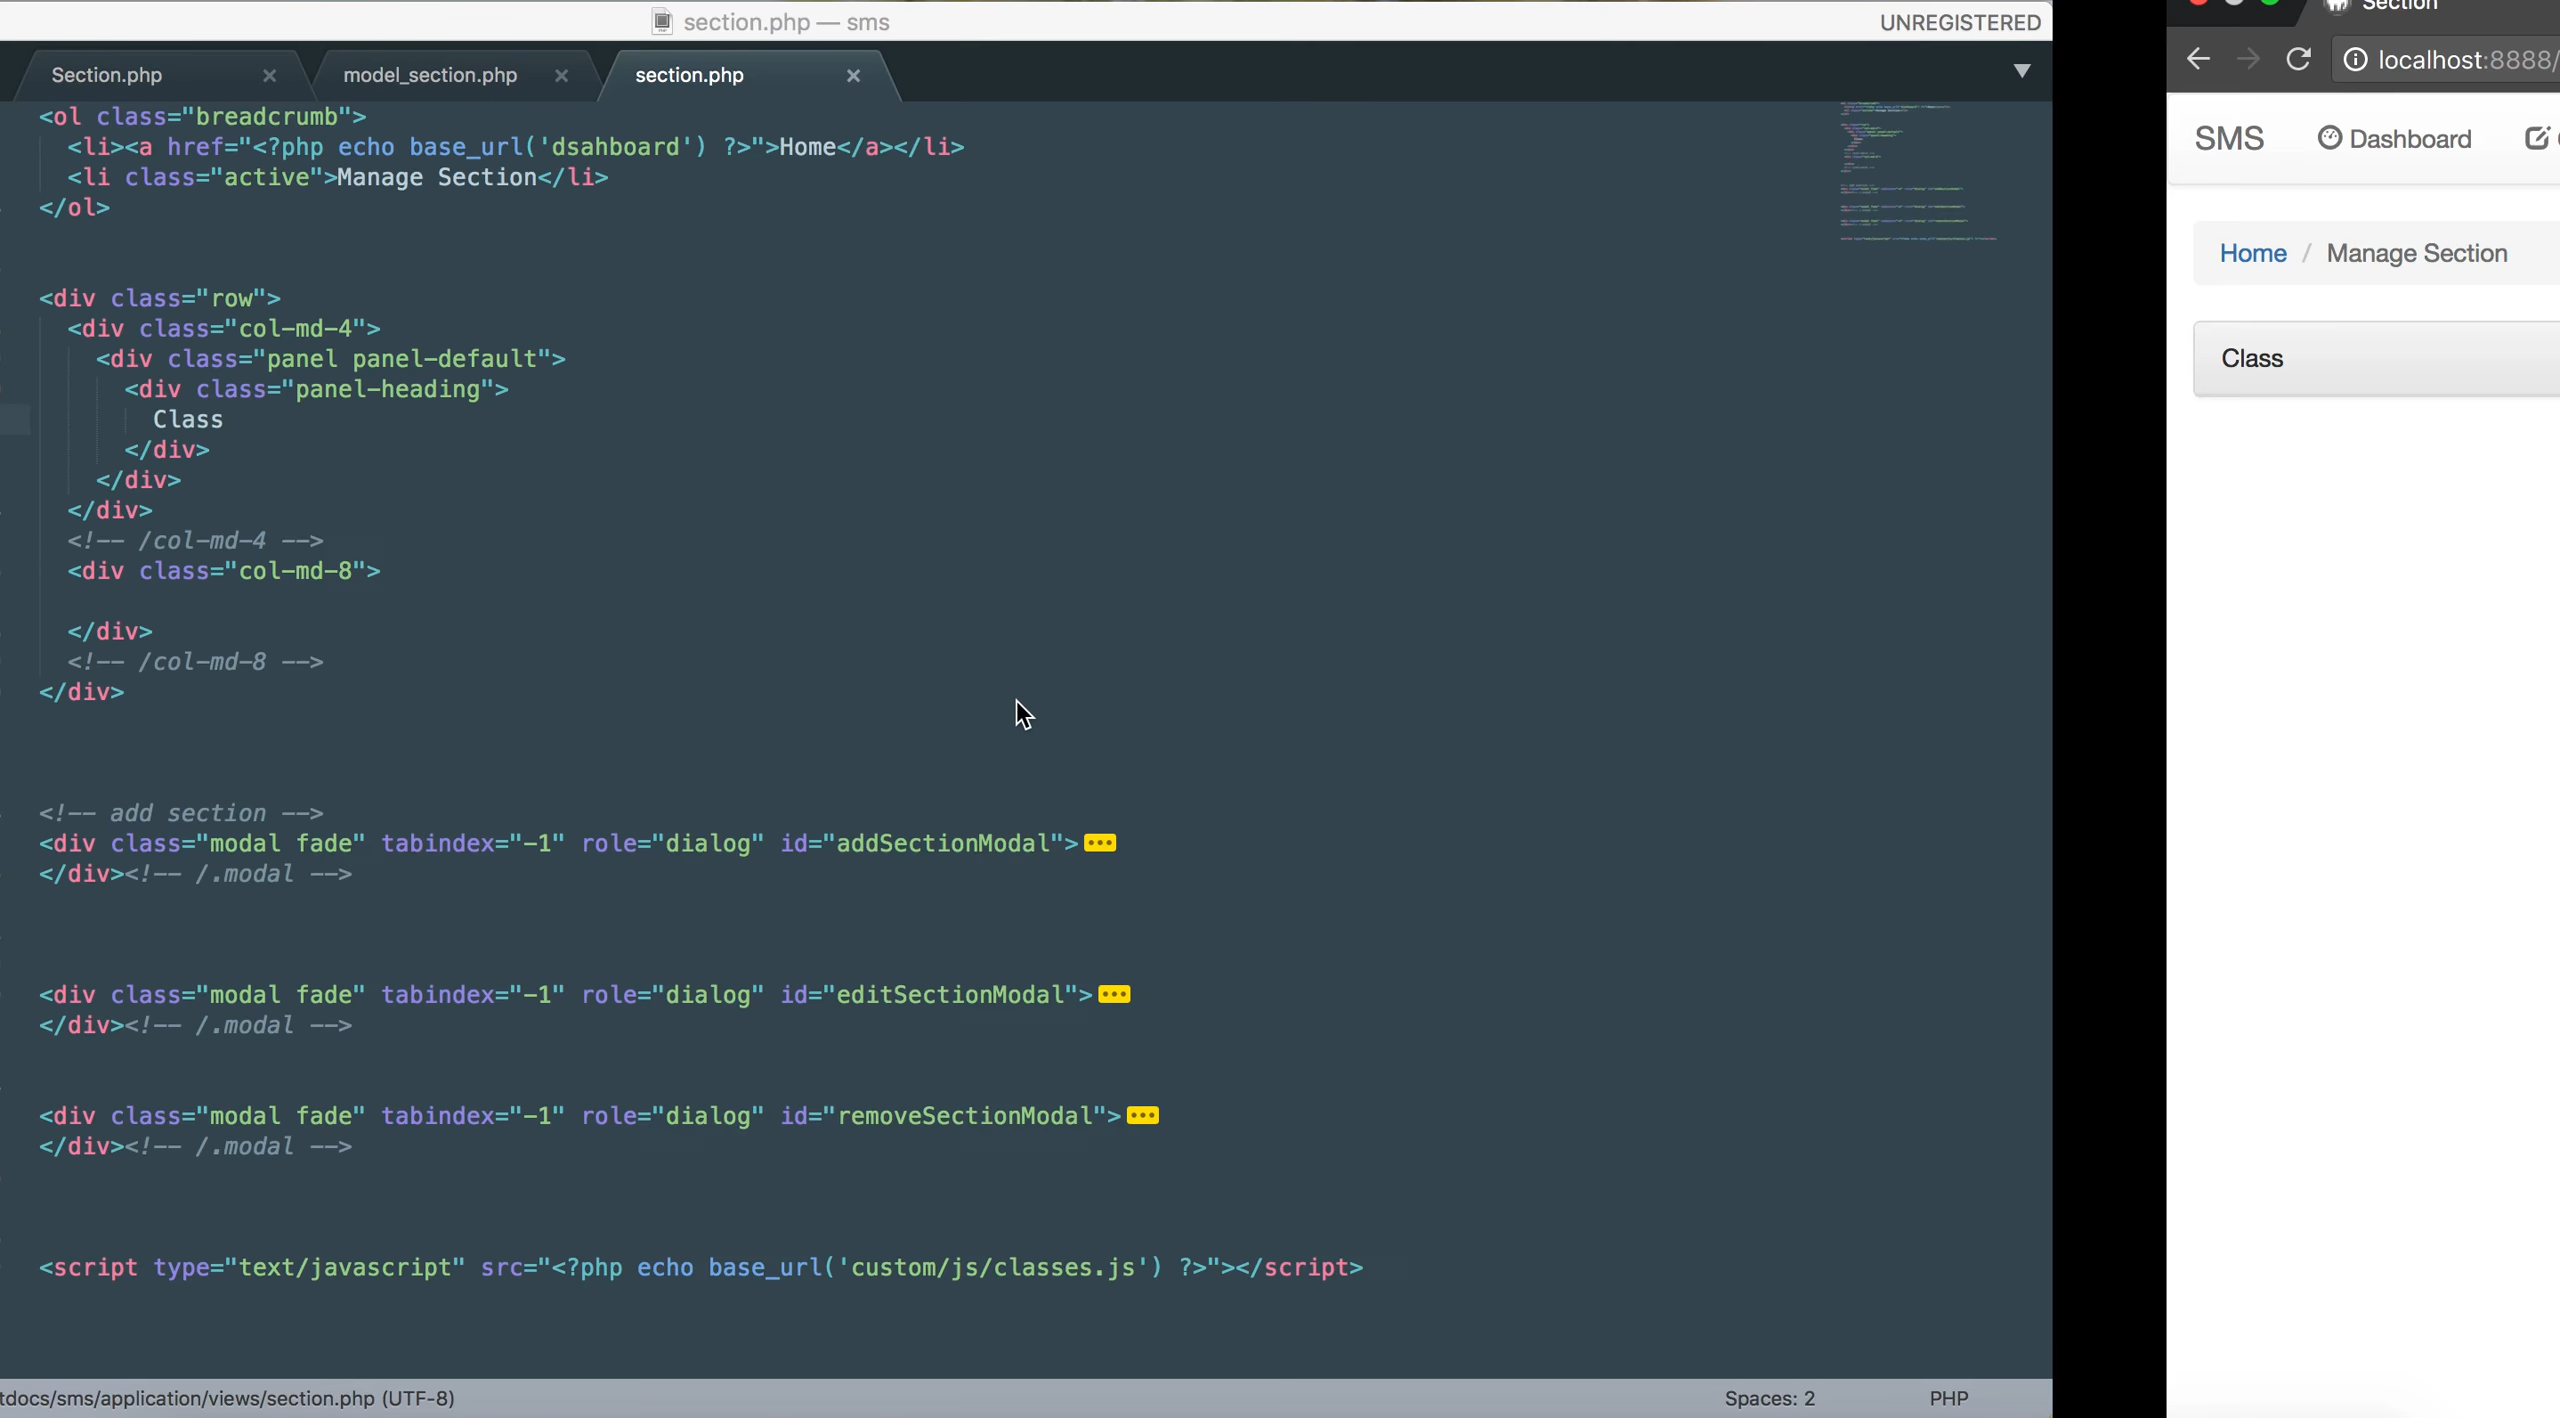 section.php — sms
UNREGISTERED
Section.php
model_section.php
section.php
<ol class="breadcrumb">
<li><a href="<?php echo base_url('dsahboard') ?>">Home</a></li>
<li class="active">Manage Section</li>
</ol>
<div class="row">
<div class="col-md-4">
<div class="panel panel-default">
<div class="panel-heading">
Class
</div>
</div>
</div>
<!-- /col-md-4 -->
<div class="col-md-8">
</div>
<!-- /col-md-8 -->
</div>
<!-- add section -->
<div class="modal fade" tabindex="-1" role="dialog" id="addSectionModal">
</div><!-- /.modal -->
<div class="modal fade" tabindex="-1" role="dialog" id="editSectionModal">
</div><!-- /.modal -->
<div class="modal fade" tabindex="-1" role="dialog" id="removeSectionModal">
</div><!-- /.modal -->
<script type="text/javascript" src="<?php echo base_url('custom/js/classes.js') ?>"></script>
tdocs/sms/application/views/section.php (UTF-8)
Spaces: 2
PHP
Section
localhost:8888/
SMS
Dashboard
Home / Manage Section
Class